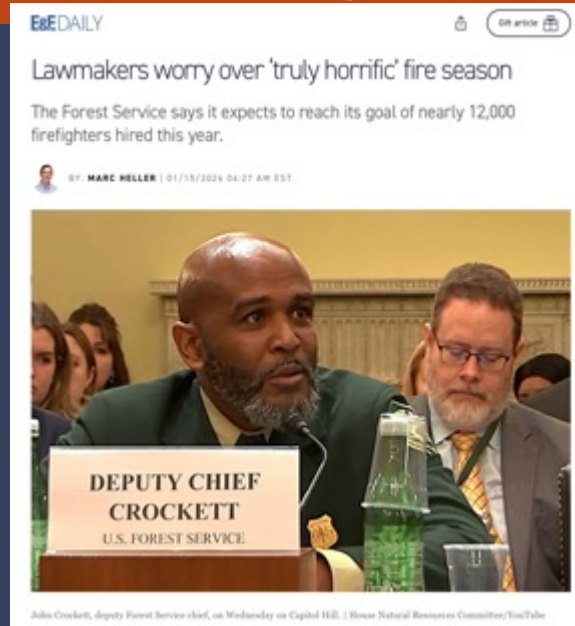 E&E DAILY
Gift article
Lawmakers worry over 'truly horrific' fire season
The Forest Service says it expects to reach its goal of nearly 12,000
firefighters hired this year.
BY: MARC HELLER | 01/15/2026 06:27 AM EST
DEPUTY CHIEF
CROCKETT
U.S. FOREST SERVICE
John Crockett, deputy Forest Service chief, on Wednesday on Capitol Hill. | House Natural Resources Committee/YouTube